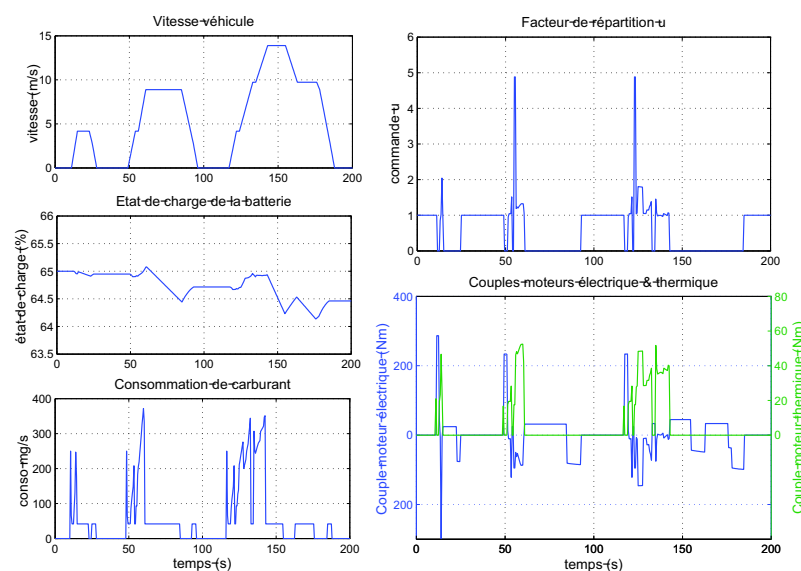 Vitesse véhicule
15
10
5
0
vitesse (m/s)
0 50 100 150 200
Etat de charge de la batterie
66
65.5
65
64.5
64
63.5
état de charge (%)
0 50 100 150 200
Consommation de carburant
400
300
200
100
0
conso mg/s
0 50 100 150 200
temps (s)
Facteur de répartition u
6
5
4
3
2
1
0
commande u
0 50 100 150 200
Couples moteurs électrique & thermique
400
200
0
200
Couple moteur électrique (Nm)
80
60
40
20
0
Couple moteur thermique (Nm)
0 50 100 150 200
temps (s)